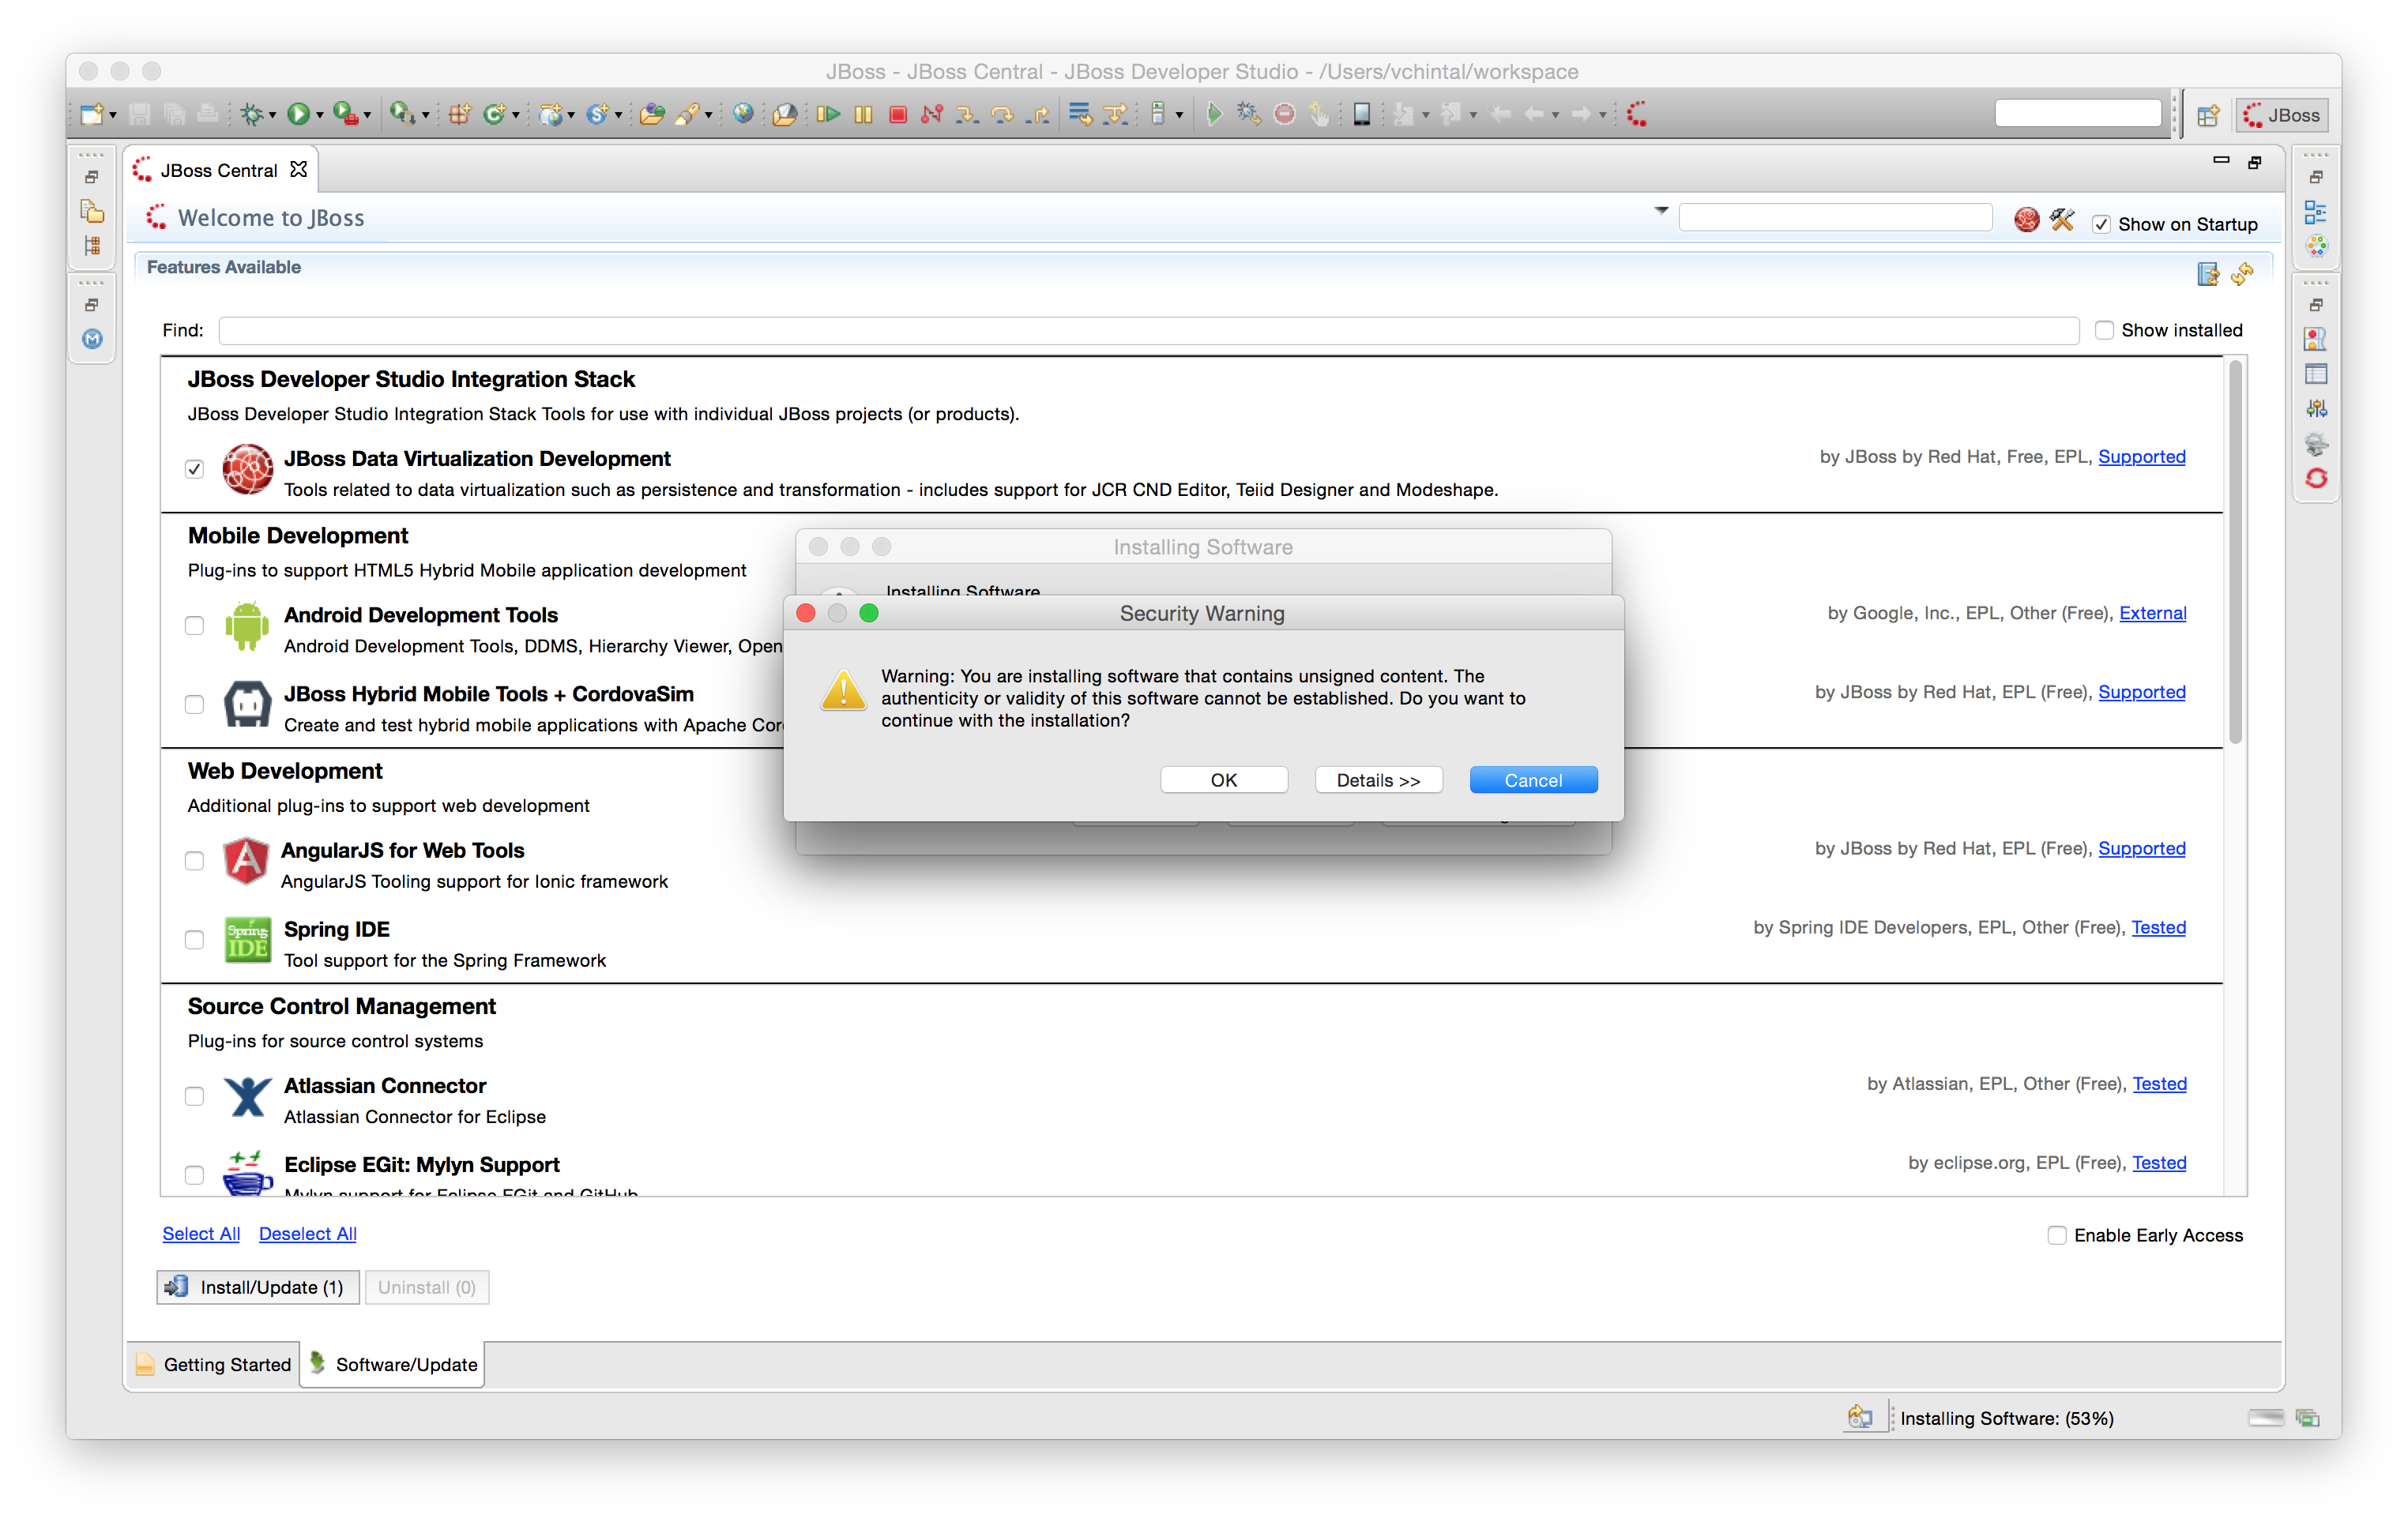 JBoss - JBoss Central - JBoss Developer Studio - /Users/vchintal/workspace
JBoss
JBoss Central
Welcome to JBoss
Show on Startup
Features Available
Find:
Show installed
JBoss Developer Studio Integration Stack
JBoss Developer Studio Integration Stack Tools for use with individual JBoss projects (or products).
JBoss Data Virtualization Development
by JBoss by Red Hat, Free, EPL, Supported
Tools related to data virtualization such as persistence and transformation - includes support for JCR CND Editor, Teiid Designer and Modeshape.
Mobile Development
Plug-ins to support HTML5 Hybrid Mobile application development
Android Development Tools
by Google, Inc., EPL, Other (Free), External
Android Development Tools, DDMS, Hierarchy Viewer, Open
JBoss Hybrid Mobile Tools + CordovaSim
by JBoss by Red Hat, EPL (Free), Supported
Create and test hybrid mobile applications with Apache Cor
Installing Software
Installing Software
Security Warning
Warning: You are installing software that contains unsigned content. The
authenticity or validity of this software cannot be established. Do you want to
continue with the installation?
OK
Details >>
Cancel
Web Development
Additional plug-ins to support web development
AngularJS for Web Tools
by JBoss by Red Hat, EPL (Free), Supported
AngularJS Tooling support for Ionic framework
Spring IDE
Spring IDE
by Spring IDE Developers, EPL, Other (Free), Tested
Tool support for the Spring Framework
Source Control Management
Plug-ins for source control systems
Atlassian Connector
by Atlassian, EPL, Other (Free), Tested
Atlassian Connector for Eclipse
Eclipse EGit: Mylyn Support
by eclipse.org, EPL (Free), Tested
Mylyn support for Eclipse EGit and GitHub
Select All
Deselect All
Enable Early Access
Install/Update (1)
Uninstall (0)
Getting Started
Software/Update
Installing Software: (53%)